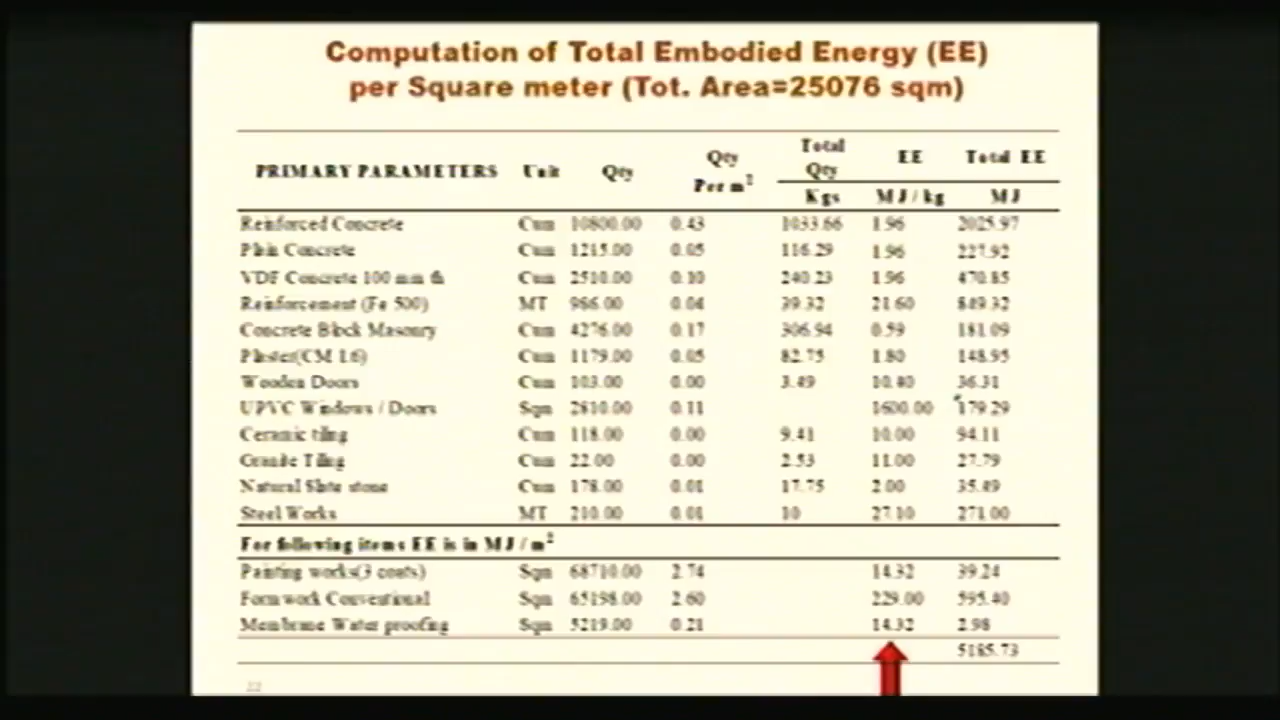 Computation of Total Embodied Energy (EE)
per Square meter (Tot. Area=25076 sqm)
PRIMARY PARAMETERS Unit Qty Qty Per m2 Total Qty Kgs EE MJ/kg Total EE MJ
Reinforced Concrete Cum 10800.00 0.43 1033.66 1.96 2025.97
Plain Concrete Cum 1215.00 0.05 116.29 1.96 227.92
VDF Concrete 100 mm th Cum 2510.00 0.10 240.23 1.96 470.85
Reinforcement (Fe 500) MT 986.00 0.04 39.32 21.60 849.32
Concrete Block Masonry Cum 4276.00 0.17 306.94 0.59 181.09
Plaster(CM 1:6) Cum 1179.00 0.05 82.75 1.80 148.95
Wooden Doors Cum 103.00 0.00 3.49 10.40 36.31
UPVC Windows / Doors Sqm 2810.00 0.11 1600.00 179.29
Ceramic tiling Cum 118.00 0.00 9.41 10.00 94.11
Granite Tiling Cum 22.00 0.00 2.53 11.00 27.79
Natural Slate stone Cum 178.00 0.01 17.75 2.00 35.49
Steel Works MT 210.00 0.01 10 27.10 271.00
For following items EE is in MJ / m2
Painting works(3 coats) Sqm 68710.00 2.74 14.32 39.24
Formwork Conventional Sqm 65198.00 2.60 229.00 595.40
Membrane Water proofing Sqm 5219.00 0.21 14.32 2.98
5185.73
22